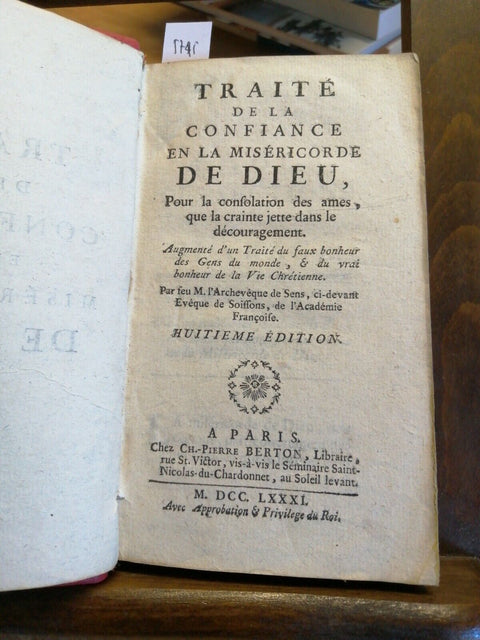 5745
TRAITÉ
DE LA
CONFIANCE
EN LA MISÉRICORDE
DE DIEU,
Pour la consolation des ames,
que la crainte jette dans le
découragement.
Augmenté d'un Traité du faux bonheur
des Gens du monde, & du vrai
bonheur de la Vie Chrétienne.
Par feu M. l'Archevêque de Sens, ci-devant
Evêque de Soissons, de l'Académie
Françoise.
HUITIEME ÉDITION.
A PARIS.
Chez CH.-PIERRE BERTON, Libraire,
rue St. Victor, vis-à-vis le Séminaire Saint-
Nicolas-du-Chardonnet, au Soleil levant.
M. DCC. LXXXI.
Avec Approbation & Privilege du Roi.